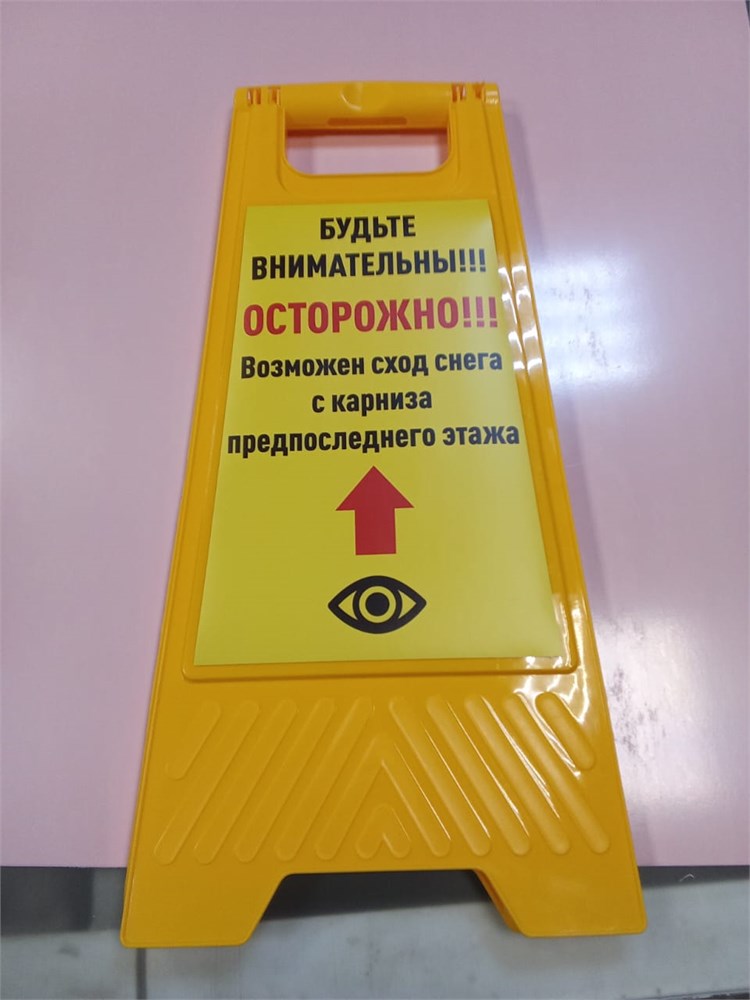 БУДЬТЕ
ВНИМАТЕЛЬНЫ!!!
ОСТОРОЖНО!!!
Возможен сход снега
с карниза
предпоследнего этажа